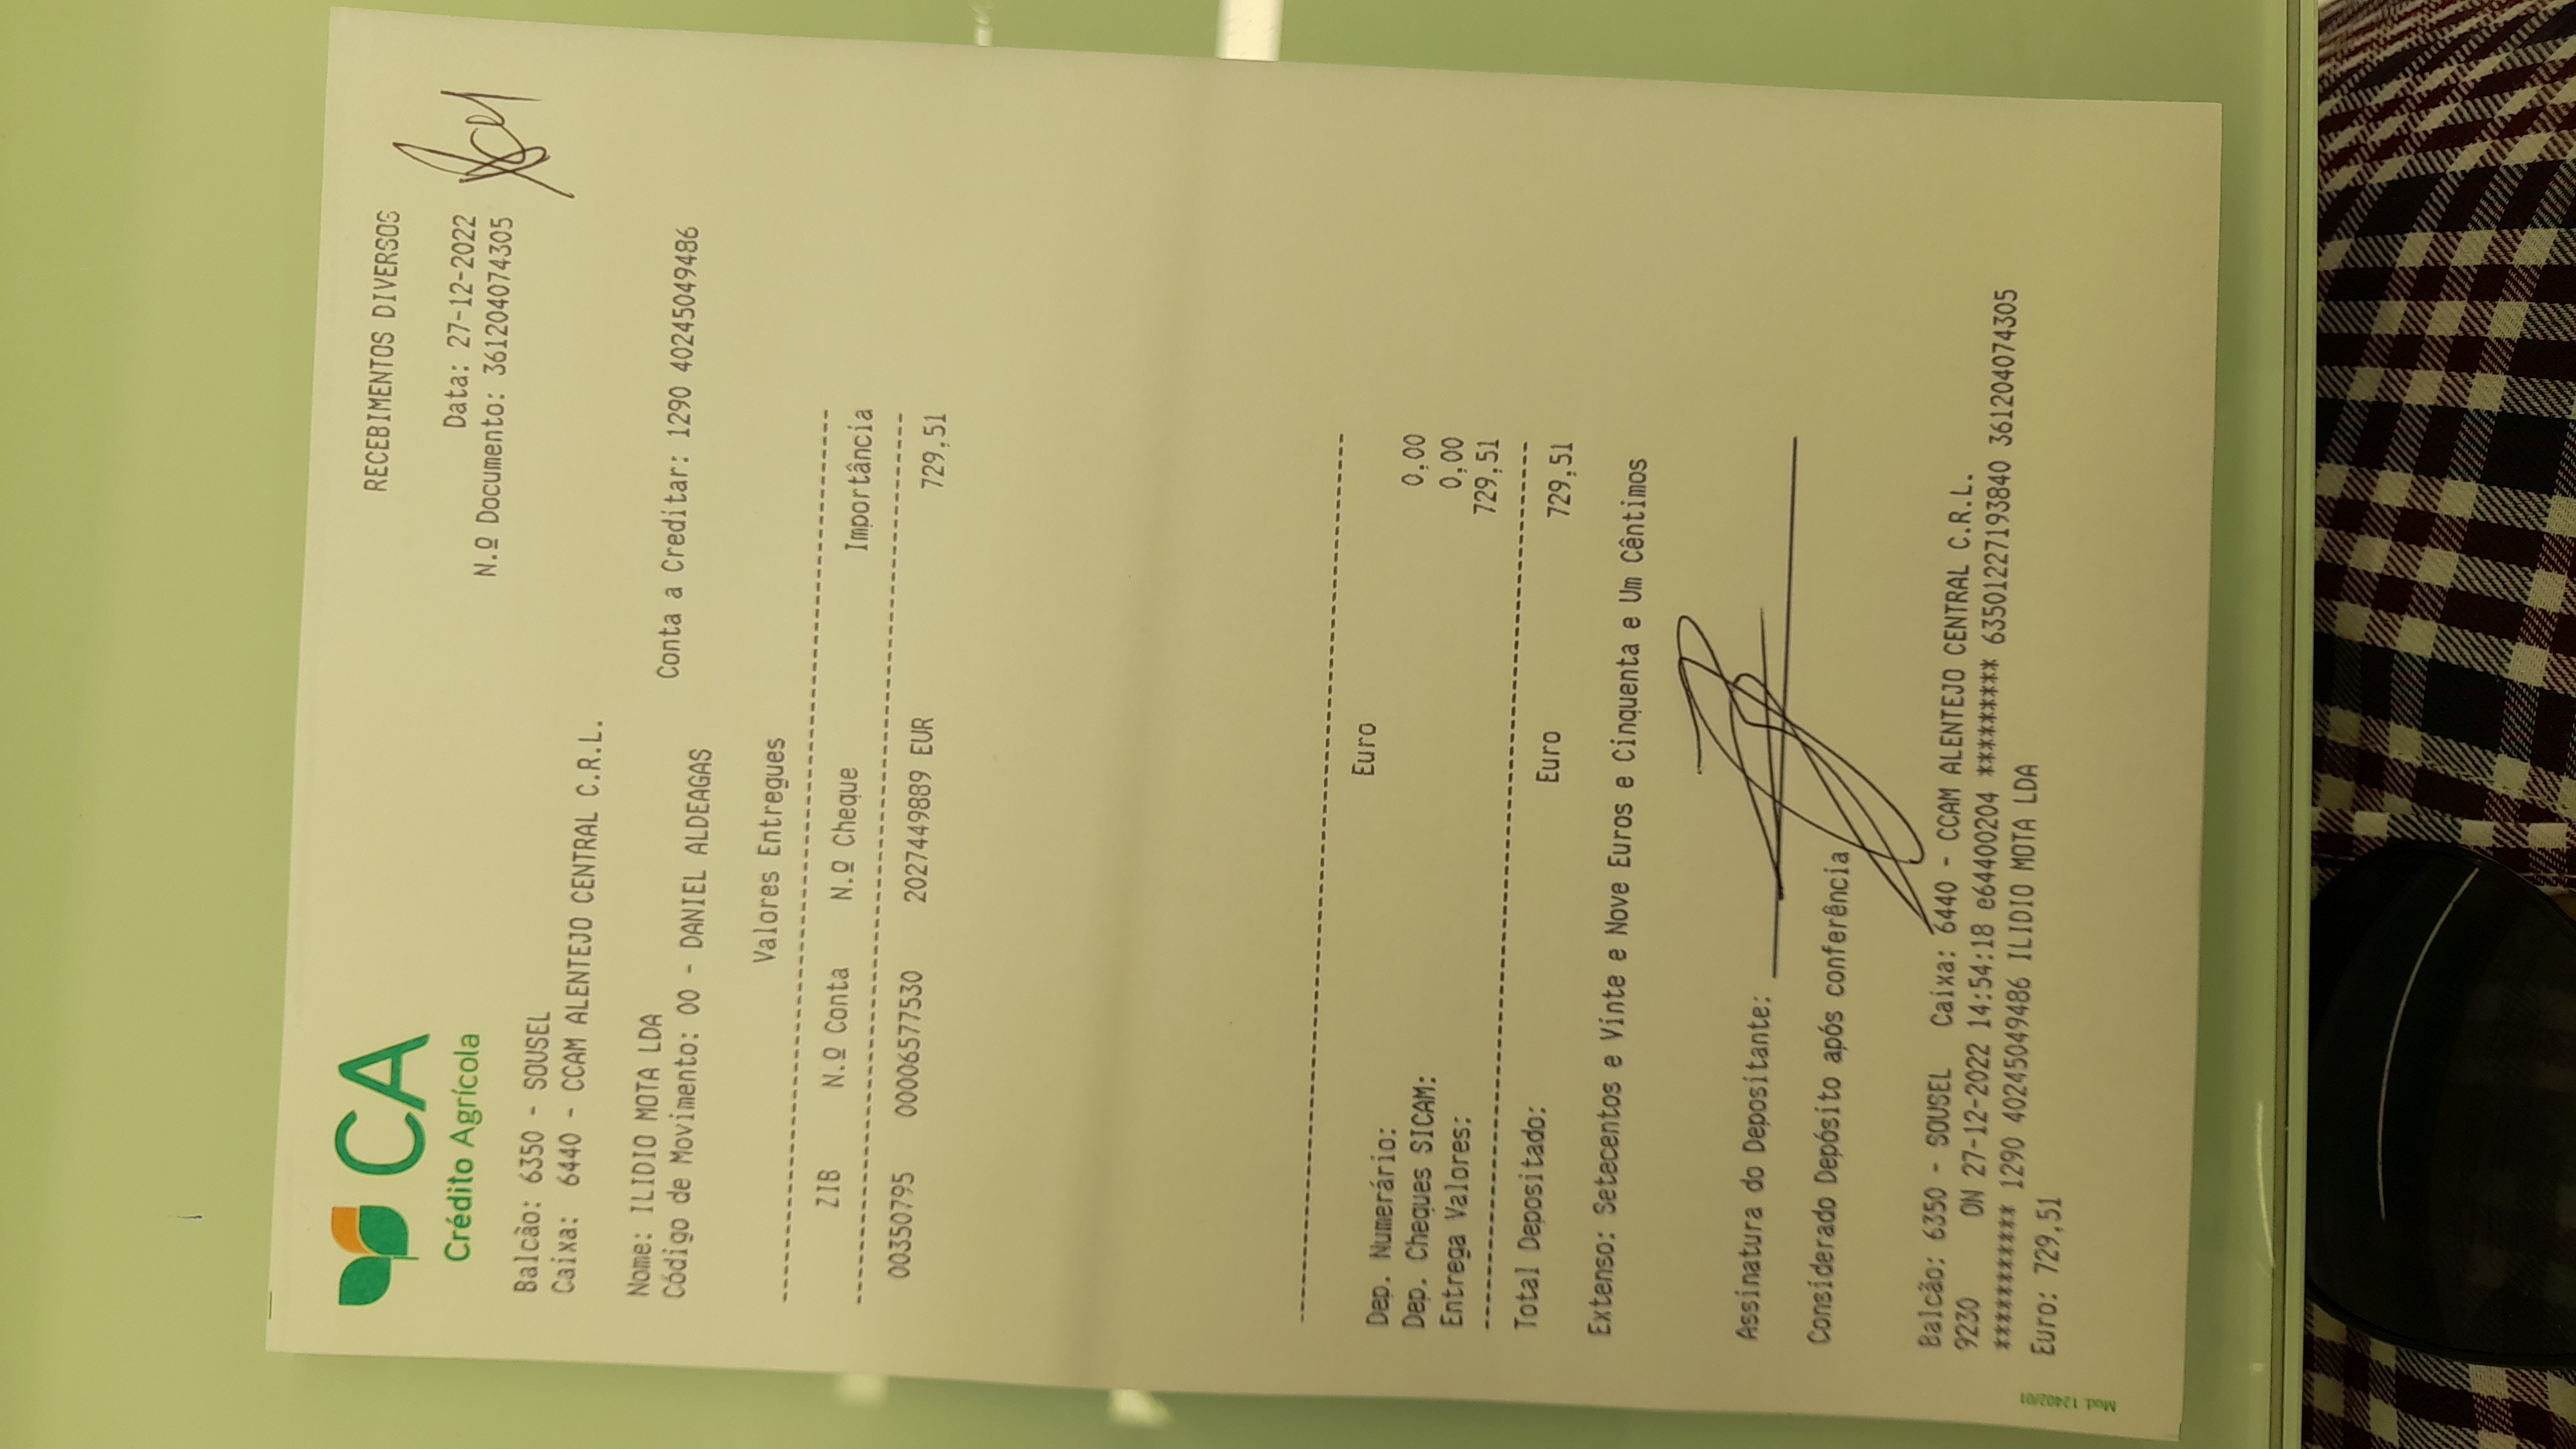 CA
Crédito Agrícola
RECEBIMENTOS DIVERSOS
Data: 27-12-2022
N.º Documento: 361204074305
Balcão: 6350 - SOUSEL
Caixa: 6440 - CCAM ALENTEJO CENTRAL C.R.L.
Nome: ILIDIO MOTA LDA
Conta a Creditar: 1290 40245049486
Código de Movimento: 00 - DANIEL ALDEAGAS
Valores Entregues
ZIB N.º Conta N.º Cheque Importância
00350795 00006577530 2027449889 EUR 729,51
Dep. Numerário: Euro 0,00
Dep. Cheques SICAM: 0,00
Entrega Valores: 729,51
Total Depositado: Euro 729,51
Extenso: Setecentos e Vinte e Nove Euros e Cinquenta e Um Cêntimos
Assinatura do Depositante:
Considerado Depósito após conferência
Balcão: 6350 - SOUSEL Caixa: 6440 - CCAM ALENTEJO CENTRAL C.R.L.
9230 ON 27-12-2022 14:54:18 e64400204 ******** 635012271938​40 361204074305
********** 1290 40245049486 ILIDIO MOTA LDA
Euro: 729,51
Mod. 12402/01